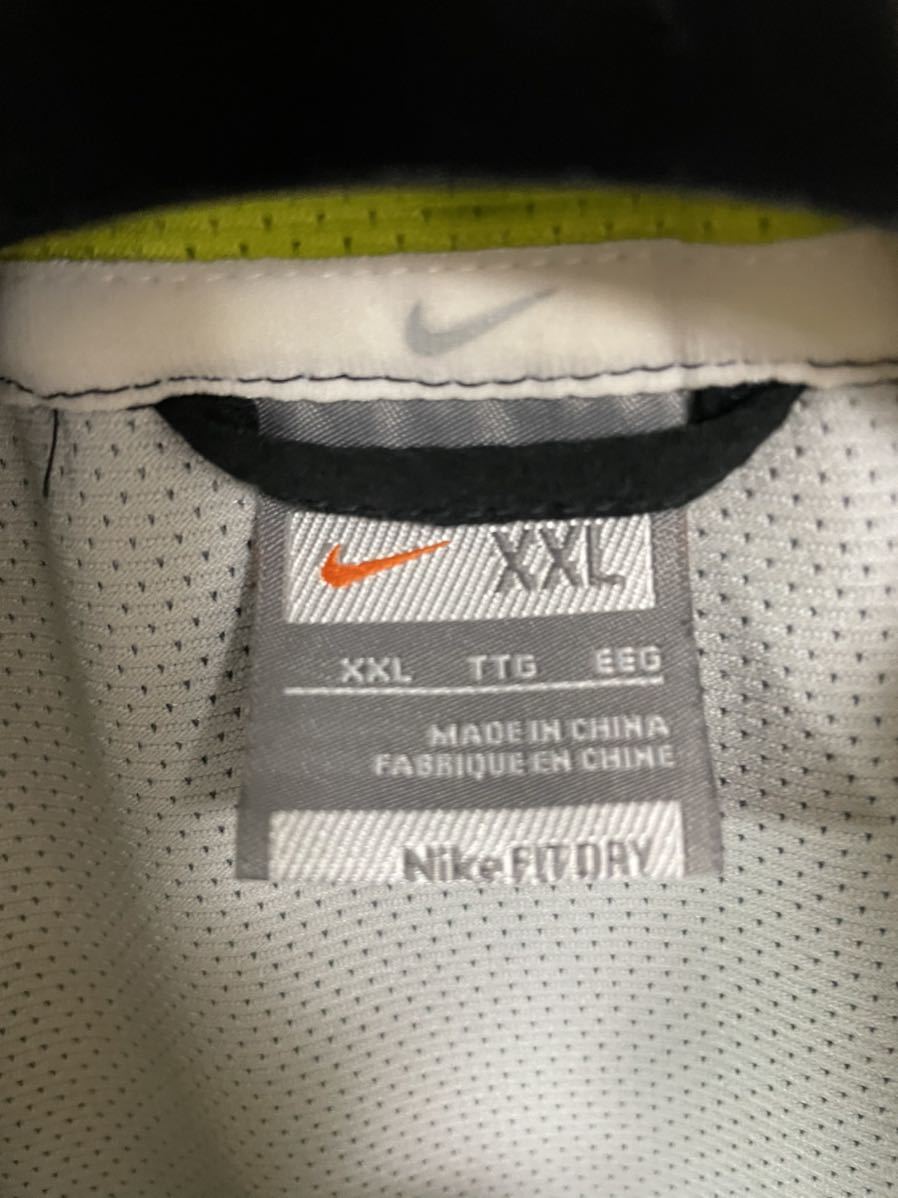 XXL
XXL TTG EEG
MADE IN CHINA
FABRIQUE EN CHINE
Nike FIT DRY